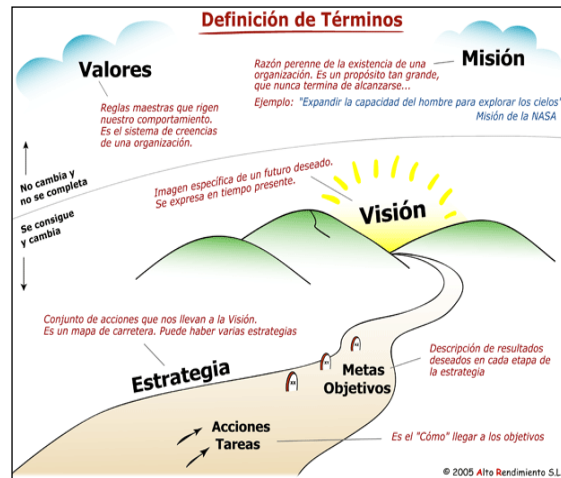 Definición de Términos
Valores
Reglas maestras que rigen
nuestro comportamiento.
Es el sistema de creencias
de una organización.
Misión
Razón perenne de la existencia de una
organización. Es un propósito tan grande,
que nunca termina de alcanzarse...
Ejemplo: "Expandir la capacidad del hombre para explorar los cielos"
Misión de la NASA
No cambia y
no se completa
Se consigue
y cambia
Imagen específica de un futuro deseado.
Se expresa en tiempo presente.
Visión
Conjunto de acciones que nos llevan a la Visión.
Es un mapa de carretera. Puede haber varias estrategias
Estrategia
Metas
Objetivos
Descripción de resultados
deseados en cada etapa de
la estrategia
Acciones
Tareas
Es el "Cómo" llegar a los objetivos
© 2005 Alto Rendimiento S.L